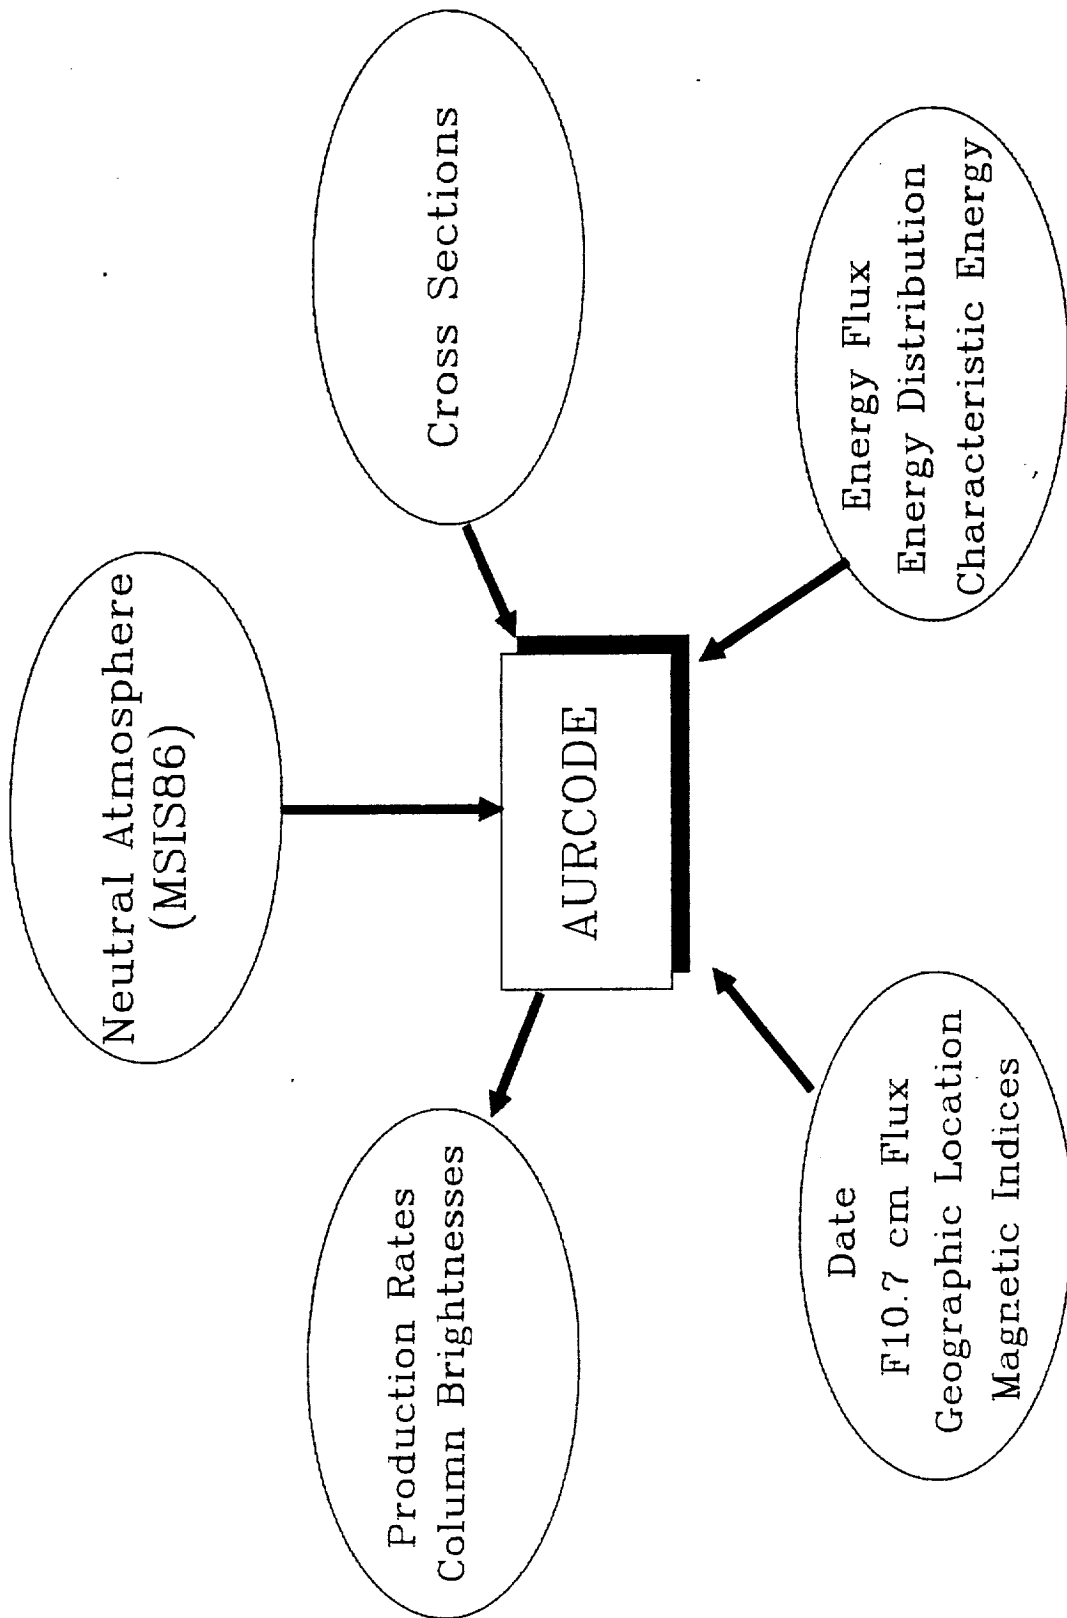 Neutral Atmosphere
(MSIS86)
Production Rates
Column Brightnesses
Cross Sections
AURCODE
Date
F10.7 cm Flux
Geographic Location
Magnetic Indices
Energy Flux
Energy Distribution
Characteristic Energy